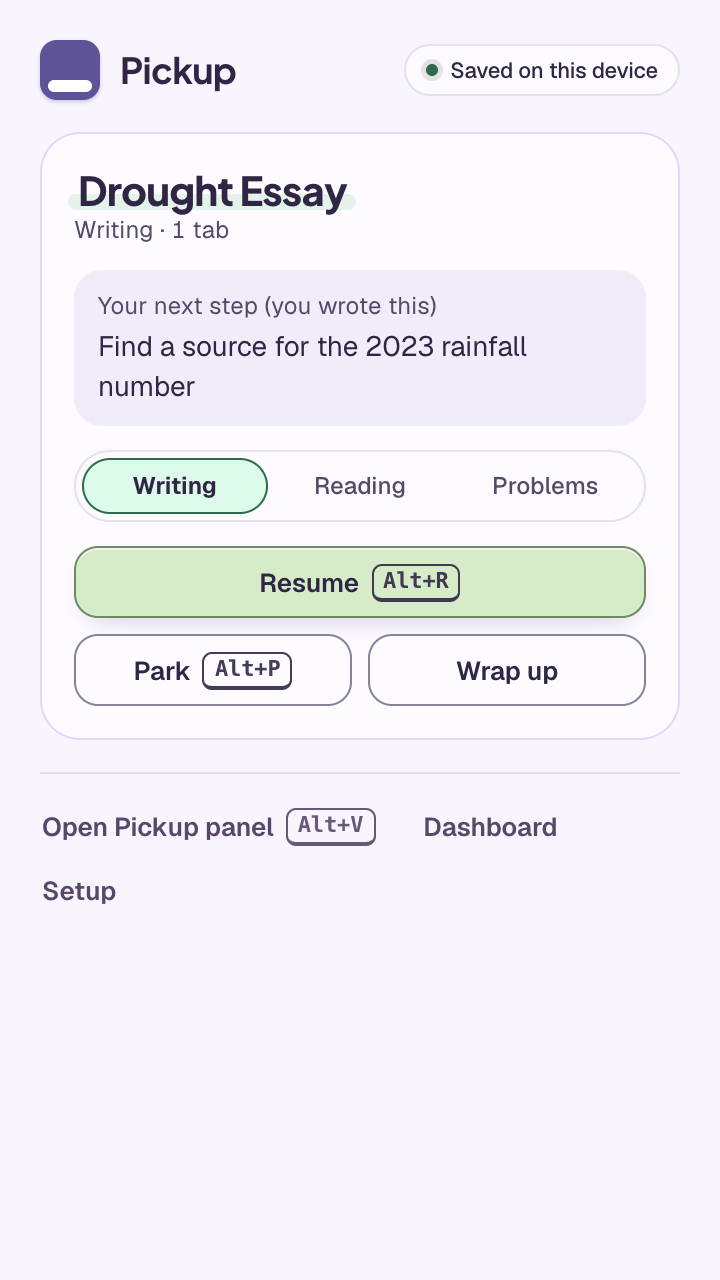 Pickup
Saved on this device
Drought Essay
Writing · 1 tab
Your next step (you wrote this)
Find a source for the 2023 rainfall
number
Writing
Reading
Problems
Resume Alt+R
Park Alt+P
Wrap up
Open Pickup panel Alt+V
Dashboard
Setup